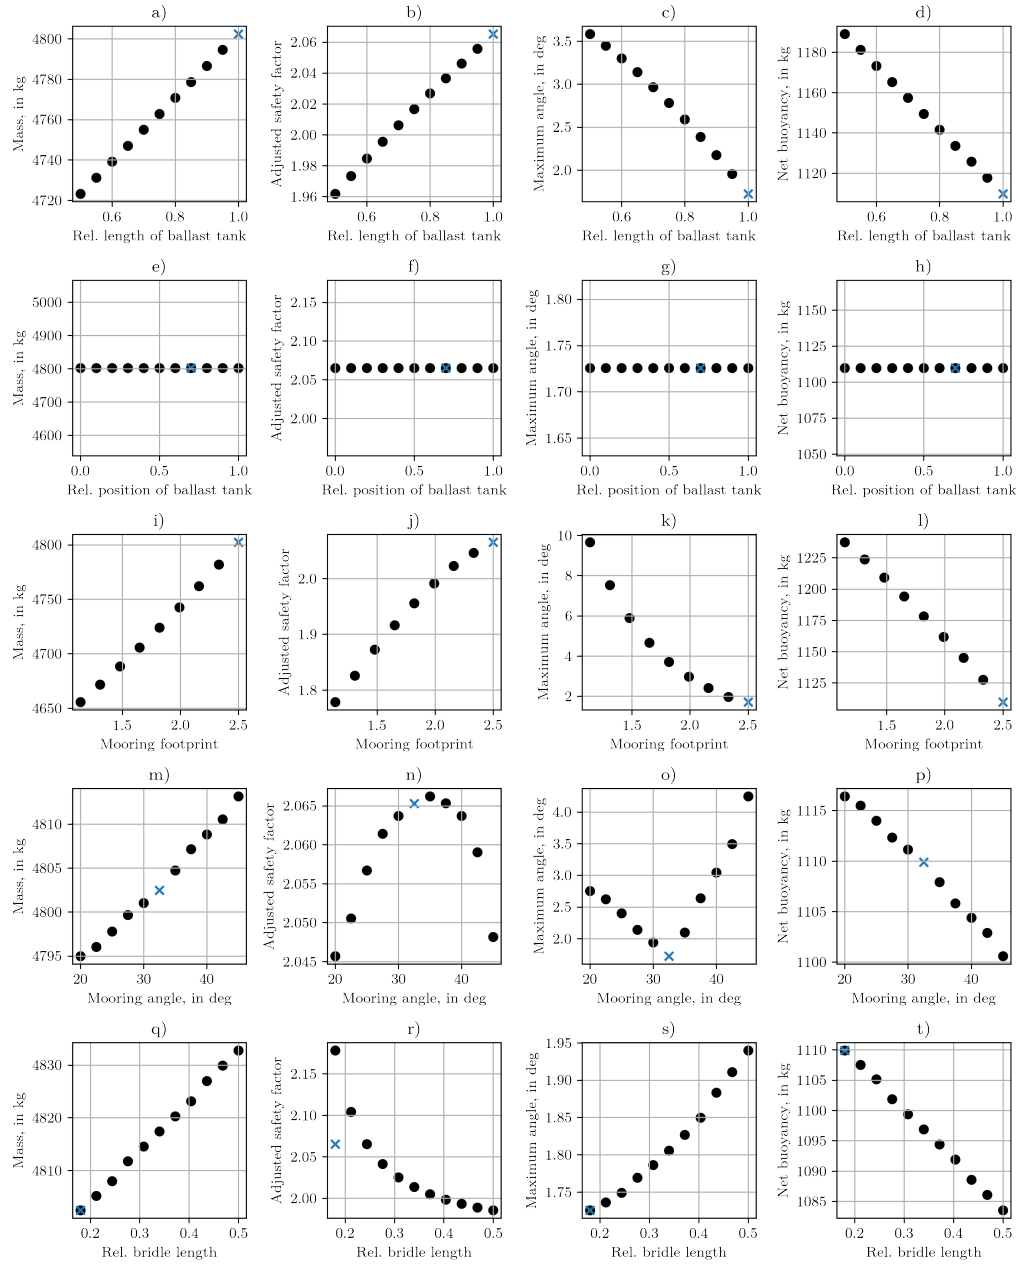 a)
Mass, in kg
4800
4780
4760
4740
4720
0.6 0.8 1.0
Rel. length of ballast tank
b)
Adjusted safety factor
2.06
2.04
2.02
2.00
1.98
1.96
0.6 0.8 1.0
Rel. length of ballast tank
c)
Maximum angle, in deg
3.5
3.0
2.5
2.0
0.6 0.8 1.0
Rel. length of ballast tank
d)
Net buoyancy, in kg
1180
1160
1140
1120
0.6 0.8 1.0
Rel. length of ballast tank
e)
Mass, in kg
5000
4900
4800
4700
4600
0.0 0.5 1.0
Rel. position of ballast tank
f)
Adjusted safety factor
2.15
2.10
2.05
2.00
0.0 0.5 1.0
Rel. position of ballast tank
g)
Maximum angle, in deg
1.80
1.76
1.72
1.68
1.65
0.0 0.5 1.0
Rel. position of ballast tank
h)
Net buoyancy, in kg
1150
1125
1100
1075
1050
0.0 0.5 1.0
Rel. position of ballast tank
i)
Mass, in kg
4800
4750
4700
4650
1.5 2.0 2.5
Mooring footprint
j)
Adjusted safety factor
2.0
1.9
1.8
1.5 2.0 2.5
Mooring footprint
k)
Maximum angle, in deg
10
8
6
4
2
1.5 2.0 2.5
Mooring footprint
l)
Net buoyancy, in kg
1225
1200
1175
1150
1125
1.5 2.0 2.5
Mooring footprint
m)
Mass, in kg
4810
4805
4800
4795
20 30 40
Mooring angle, in deg
n)
Adjusted safety factor
2.065
2.060
2.055
2.050
2.045
20 30 40
Mooring angle, in deg
o)
Maximum angle, in deg
4.0
3.5
3.0
2.5
2.0
20 30 40
Mooring angle, in deg
p)
Net buoyancy, in kg
1115
1110
1105
1100
20 30 40
Mooring angle, in deg
q)
Mass, in kg
4830
4820
4810
0.2 0.3 0.4 0.5
Rel. bridle length
r)
Adjusted safety factor
2.15
2.10
2.05
2.00
0.2 0.3 0.4 0.5
Rel. bridle length
s)
Maximum angle, in deg
1.95
1.90
1.85
1.80
1.75
0.2 0.3 0.4 0.5
Rel. bridle length
t)
Net buoyancy, in kg
1110
1105
1100
1095
1090
1085
0.2 0.3 0.4 0.5
Rel. bridle length